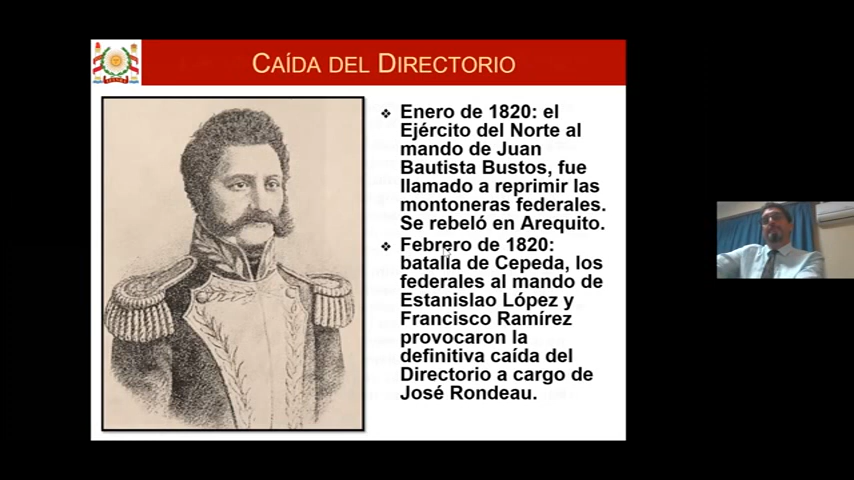 CAÍDA DEL DIRECTORIO
Enero de 1820: el
Ejército del Norte al
mando de Juan
Bautista Bustos, fue
llamado a reprimir las
montoneras federales.
Se rebeló en Arequito.
Febrero de 1820:
batalla de Cepeda, los
federales al mando de
Estanislao López y
Francisco Ramírez
provocaron la
definitiva caída del
Directorio a cargo de
José Rondeau.